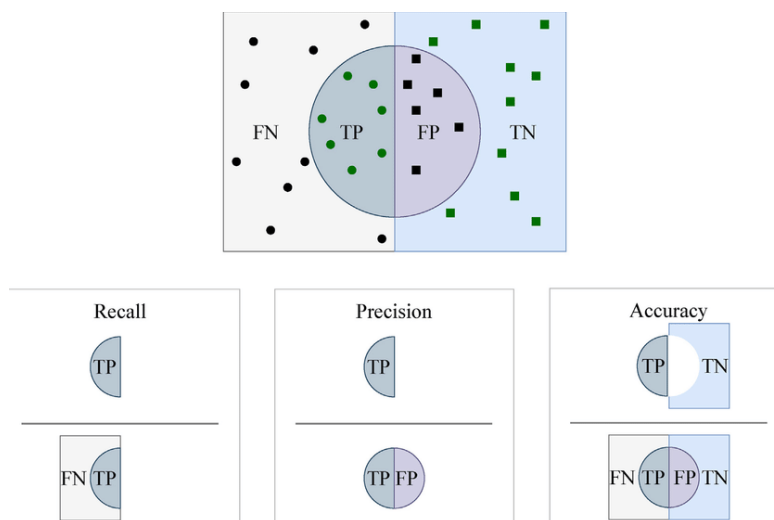 FN TP FP TN
Recall Precision Accuracy
TP TP TP TN
FN TP TP FP FN TP FP TN